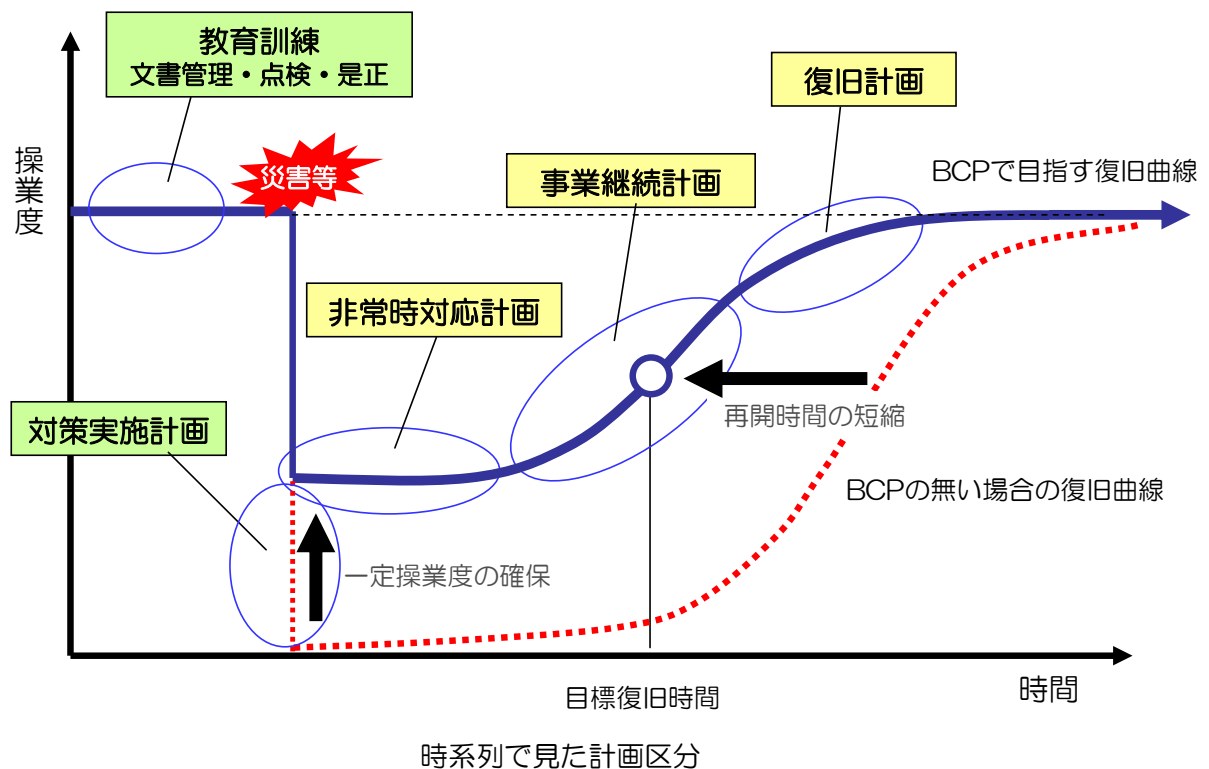 教育訓練
文書管理・点検・是正
復旧計画
操業度
災害等
事業継続計画
BCPで目指す復旧曲線
非常時対応計画
再開時間の短縮
対策実施計画
BCPの無い場合の復旧曲線
一定操業度の確保
目標復旧時間
時間
時系列で見た計画区分